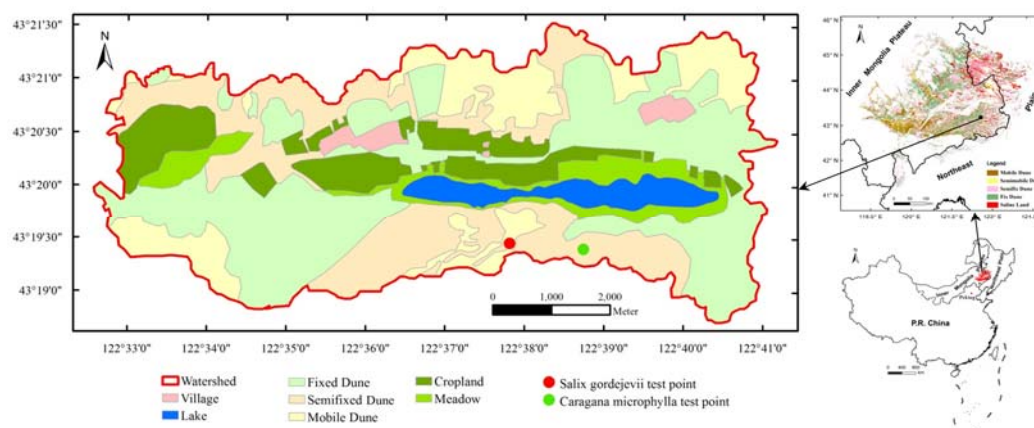 43°21'30"
43°21'0"
43°20'30"
43°20'0"
43°19'30"
43°19'0"
N
0 1,000 2,000
Meter
122°33'0" 122°34'0" 122°35'0" 122°36'0" 122°37'0" 122°38'0" 122°39'0" 122°40'0" 122°41'0"
Watershed
Village
Lake
Fixed Dune
Semifixed Dune
Mobile Dune
Cropland
Meadow
Salix gordejevii test point
Caragana microphylla test point
N
Inner Mongolia Plateau
Northeast
Legend
Mobile Dune
Semimobile D
Semifix Dune
Fix Dune
Saline Land
N
P.R. China